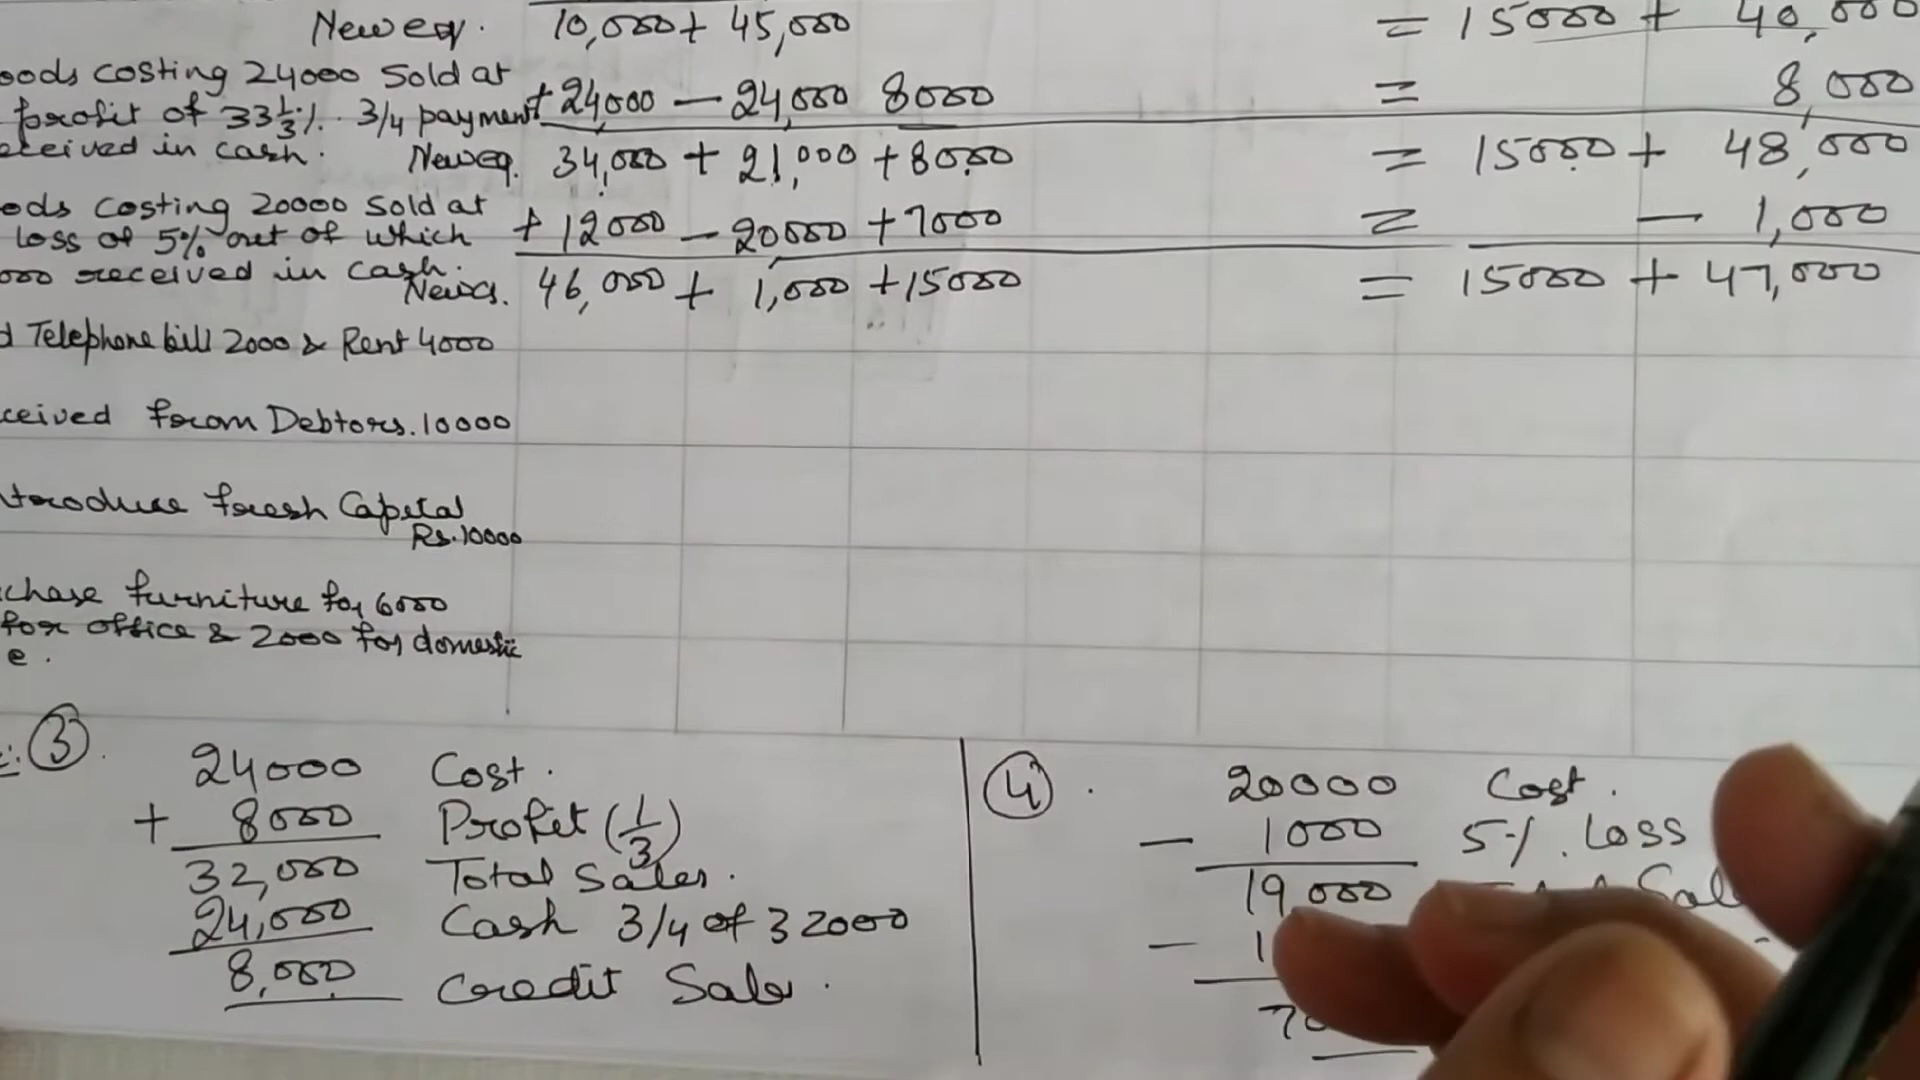 New eq. 10,000 + 45,000 = 15000 + 40,000
oods costing 24000 sold at
profit of 33 1/3 %. 3/4 payment + 24,000 — 24,000 8000 = 8,000
eceived in cash. New eq. 34,000 + 21,000 + 8000 = 15000 + 48,000
ods costing 20000 sold at
loss of 5% out of which + 12000 — 20000 + 7000 = — 1,000
000 received in cash.
46,000 + 1,000 + 15000 = 15000 + 47,000
d Telephone bill 2000 & Rent 4000
ceived from Debtors. 10000
troduce fresh Capital
Rs. 10000
chase furniture for 6000
for office & 2000 for domestic
e.
③
24000 Cost.
+ 8000 Profit (1/3)
32,000 Total Sales.
24,000 Cash 3/4 of 32000
8,000 Credit Sales.
④.
20000 Cost.
— 1000 5%. Loss
19000